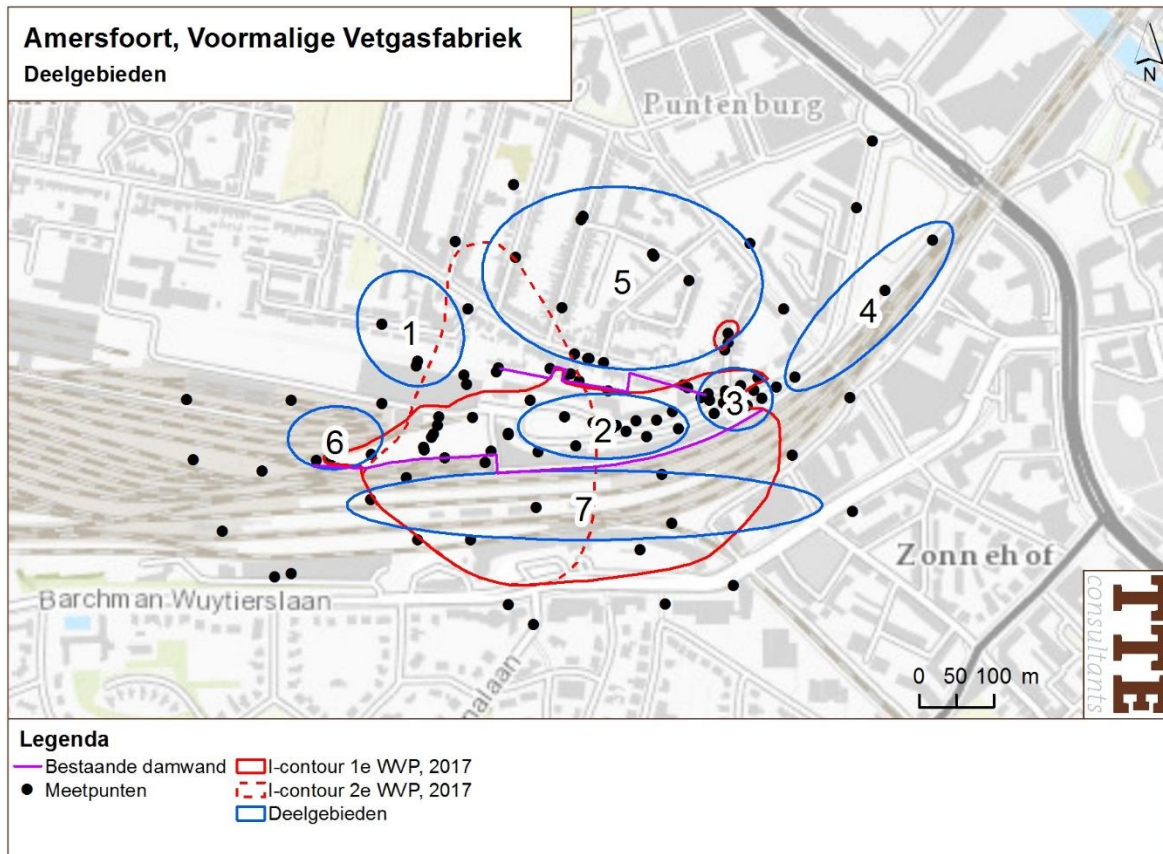 Amersfoort, Voormalige Vetgasfabriek
Deelgebieden
N
Puntenburg
5
4
1
3
2
6
7
Zonnehof
Barchman Wuytierslaan
nalaan
0 50 100 m
TTE
consultants
Legenda
Bestaande damwand
Meetpunten
I-contour 1e WVP, 2017
I-contour 2e WVP, 2017
Deelgebieden